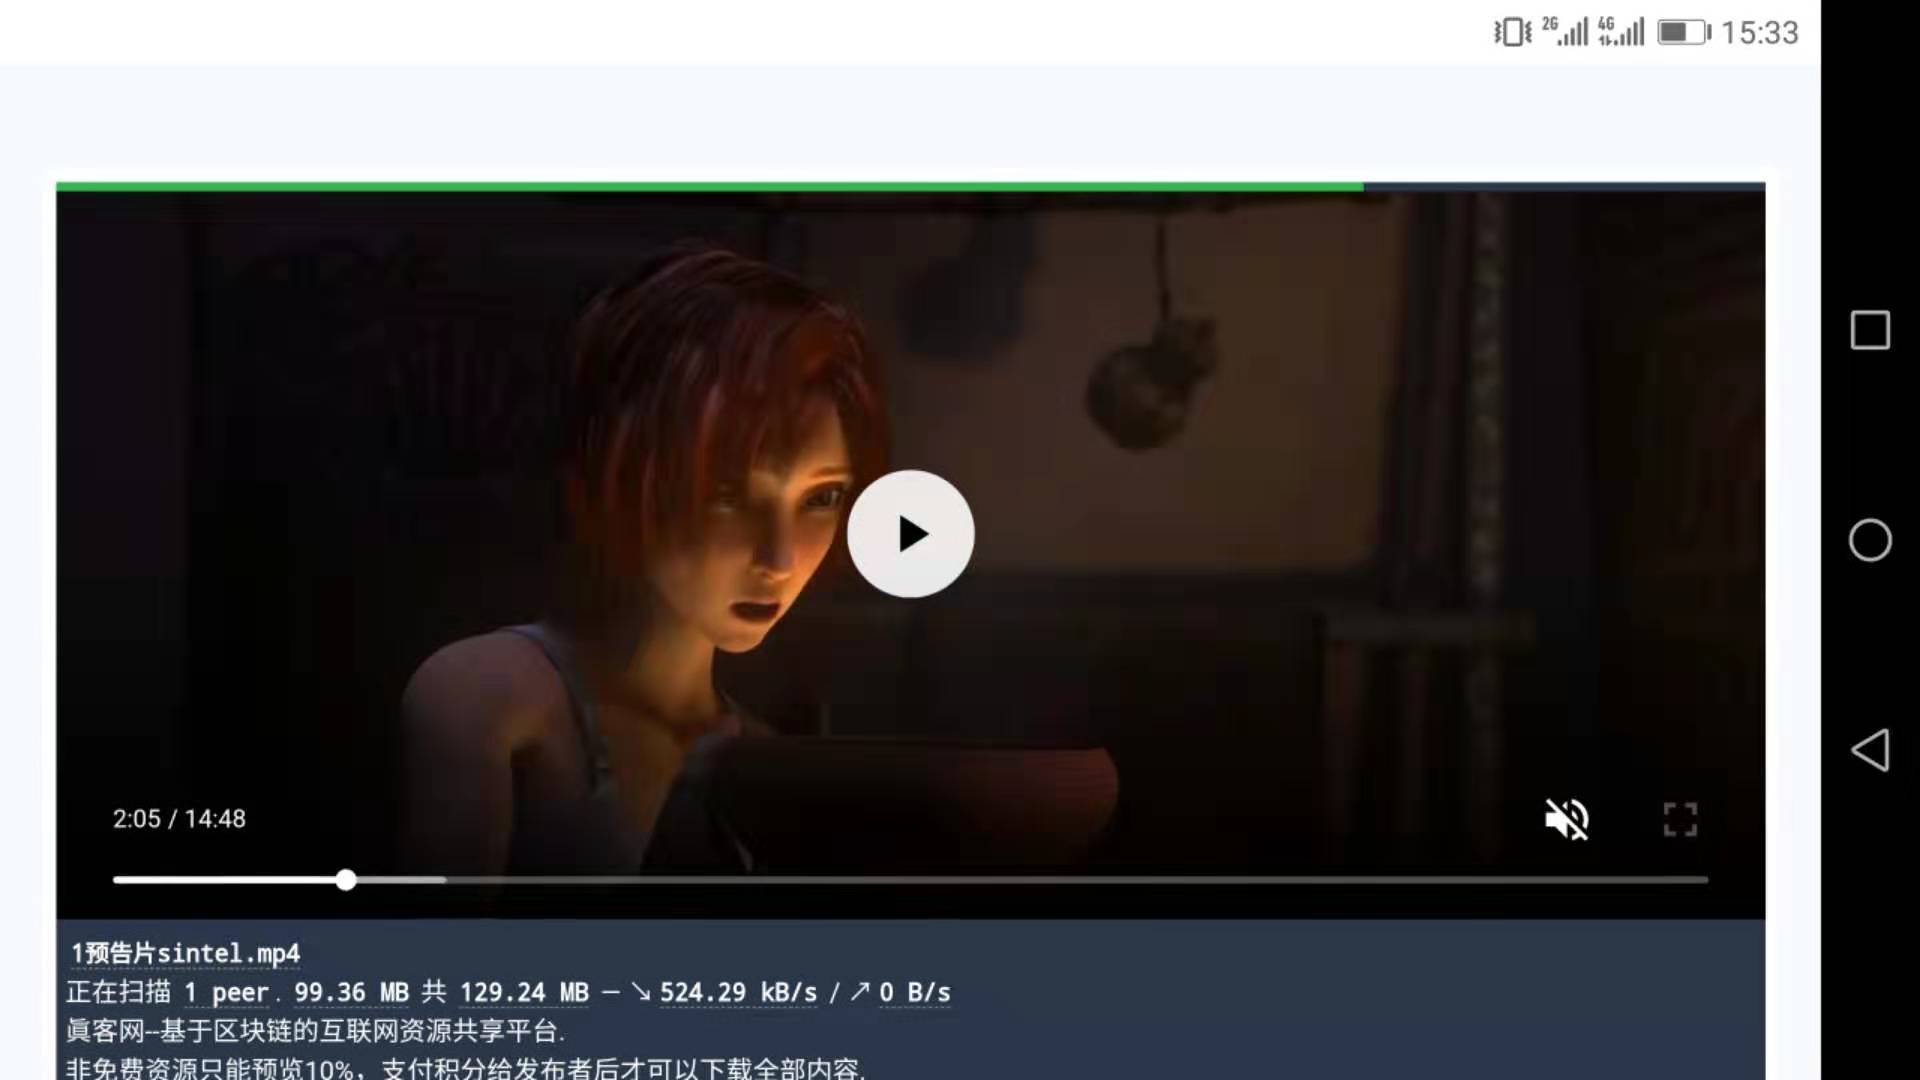 2G 4G 15:33
2:05 / 14:48
1预告片sintel.mp4
正在扫描 1 peer. 99.36 MB 共 129.24 MB — ↘ 524.29 kB/s / ↗ 0 B/s
眞客网--基于区块链的互联网资源共享平台.
非免费资源只能预览10%，支付积分给发布者后才可以下载全部内容.